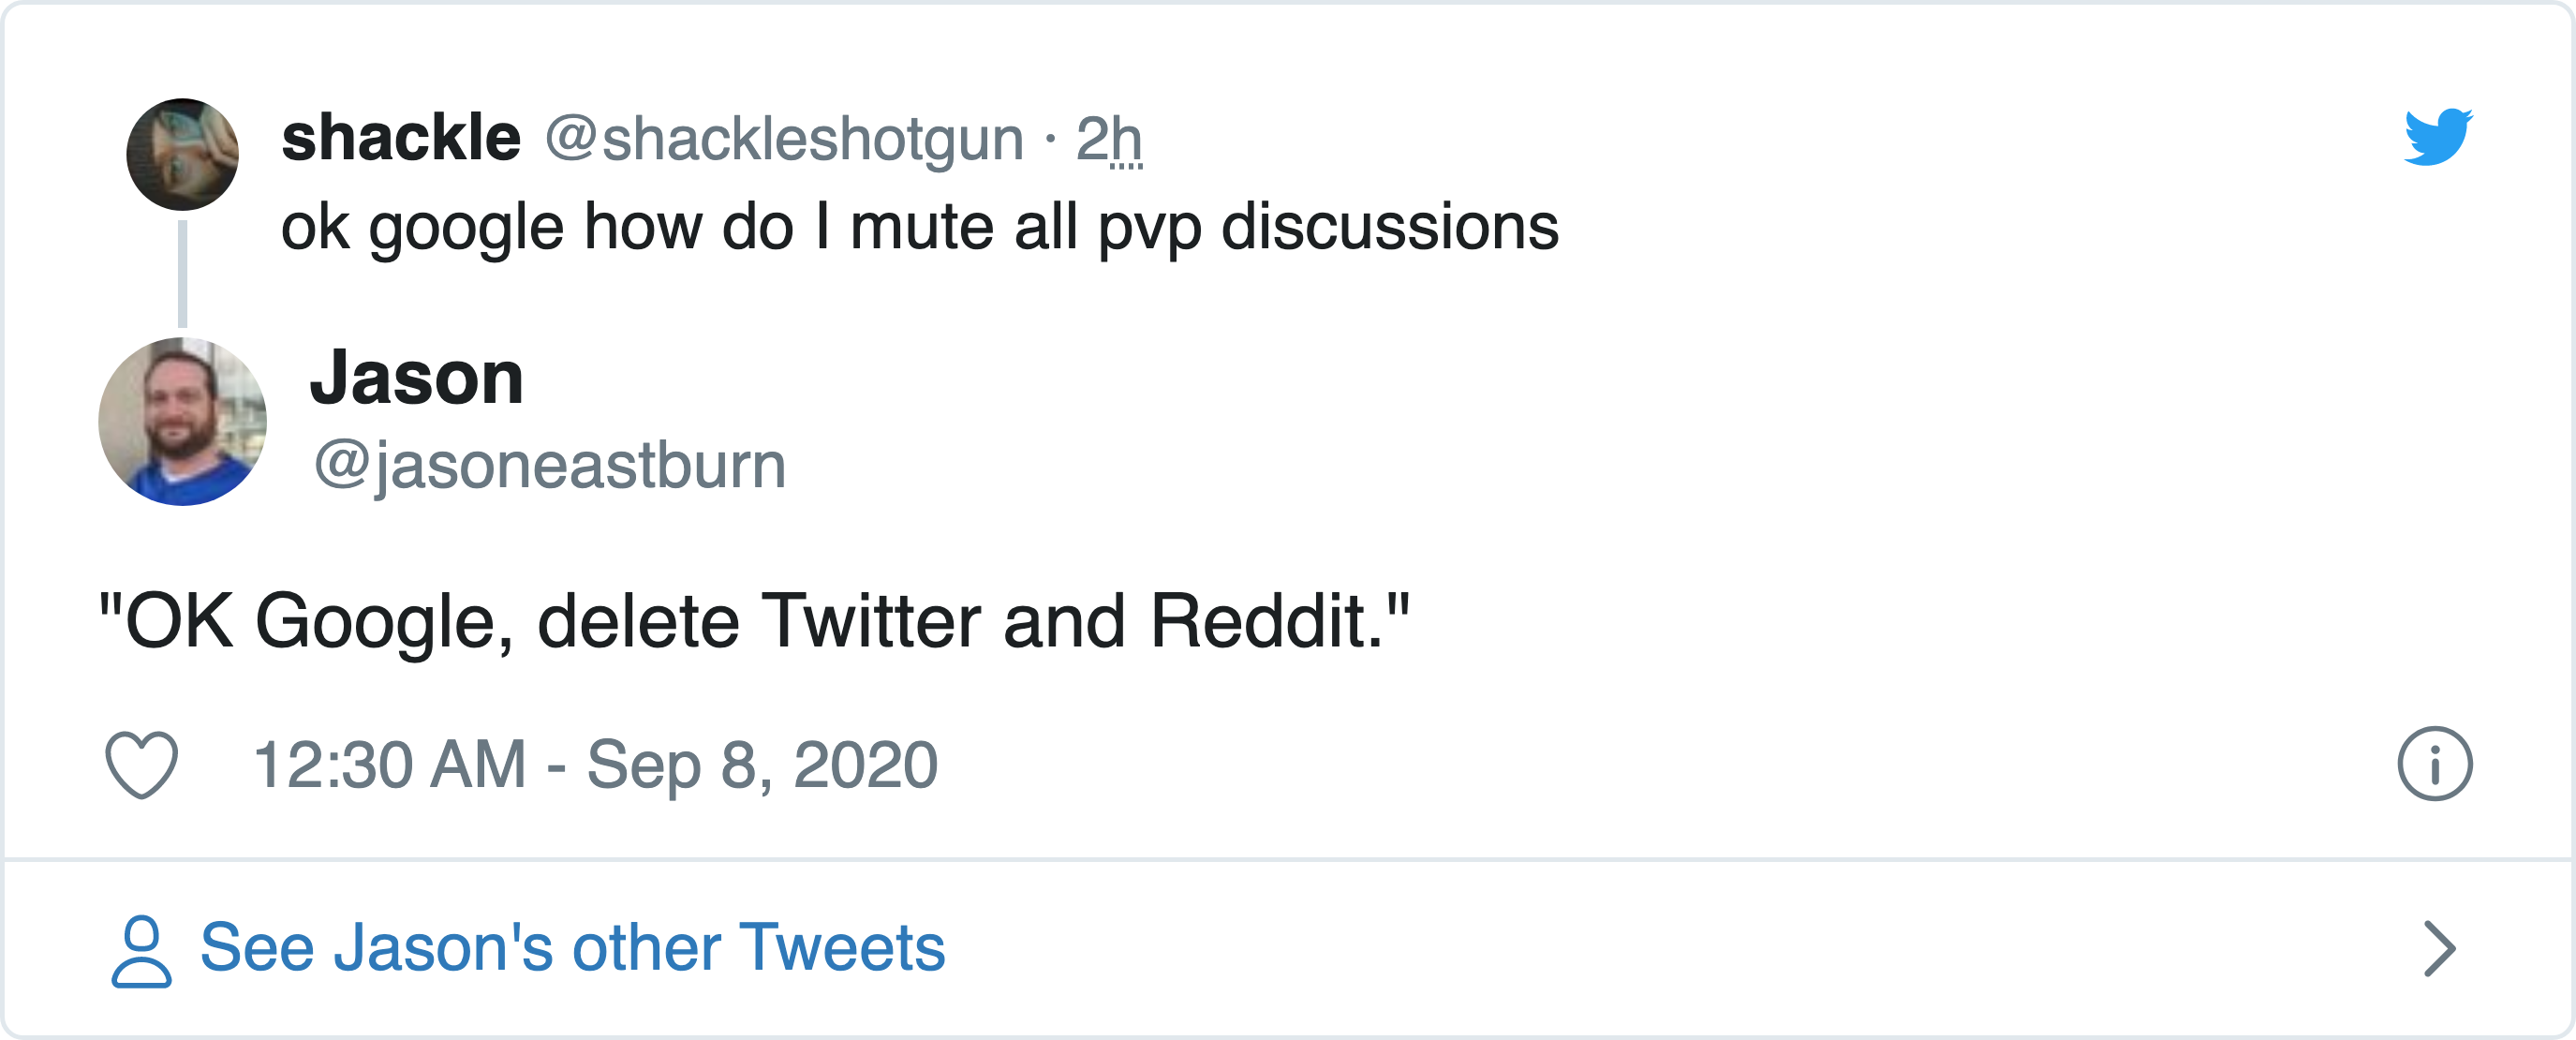 shackle @shackleshotgun · 2h
ok google how do I mute all pvp discussions
Jason
@jasoneastburn
"OK Google, delete Twitter and Reddit."
12:30 AM - Sep 8, 2020
See Jason's other Tweets